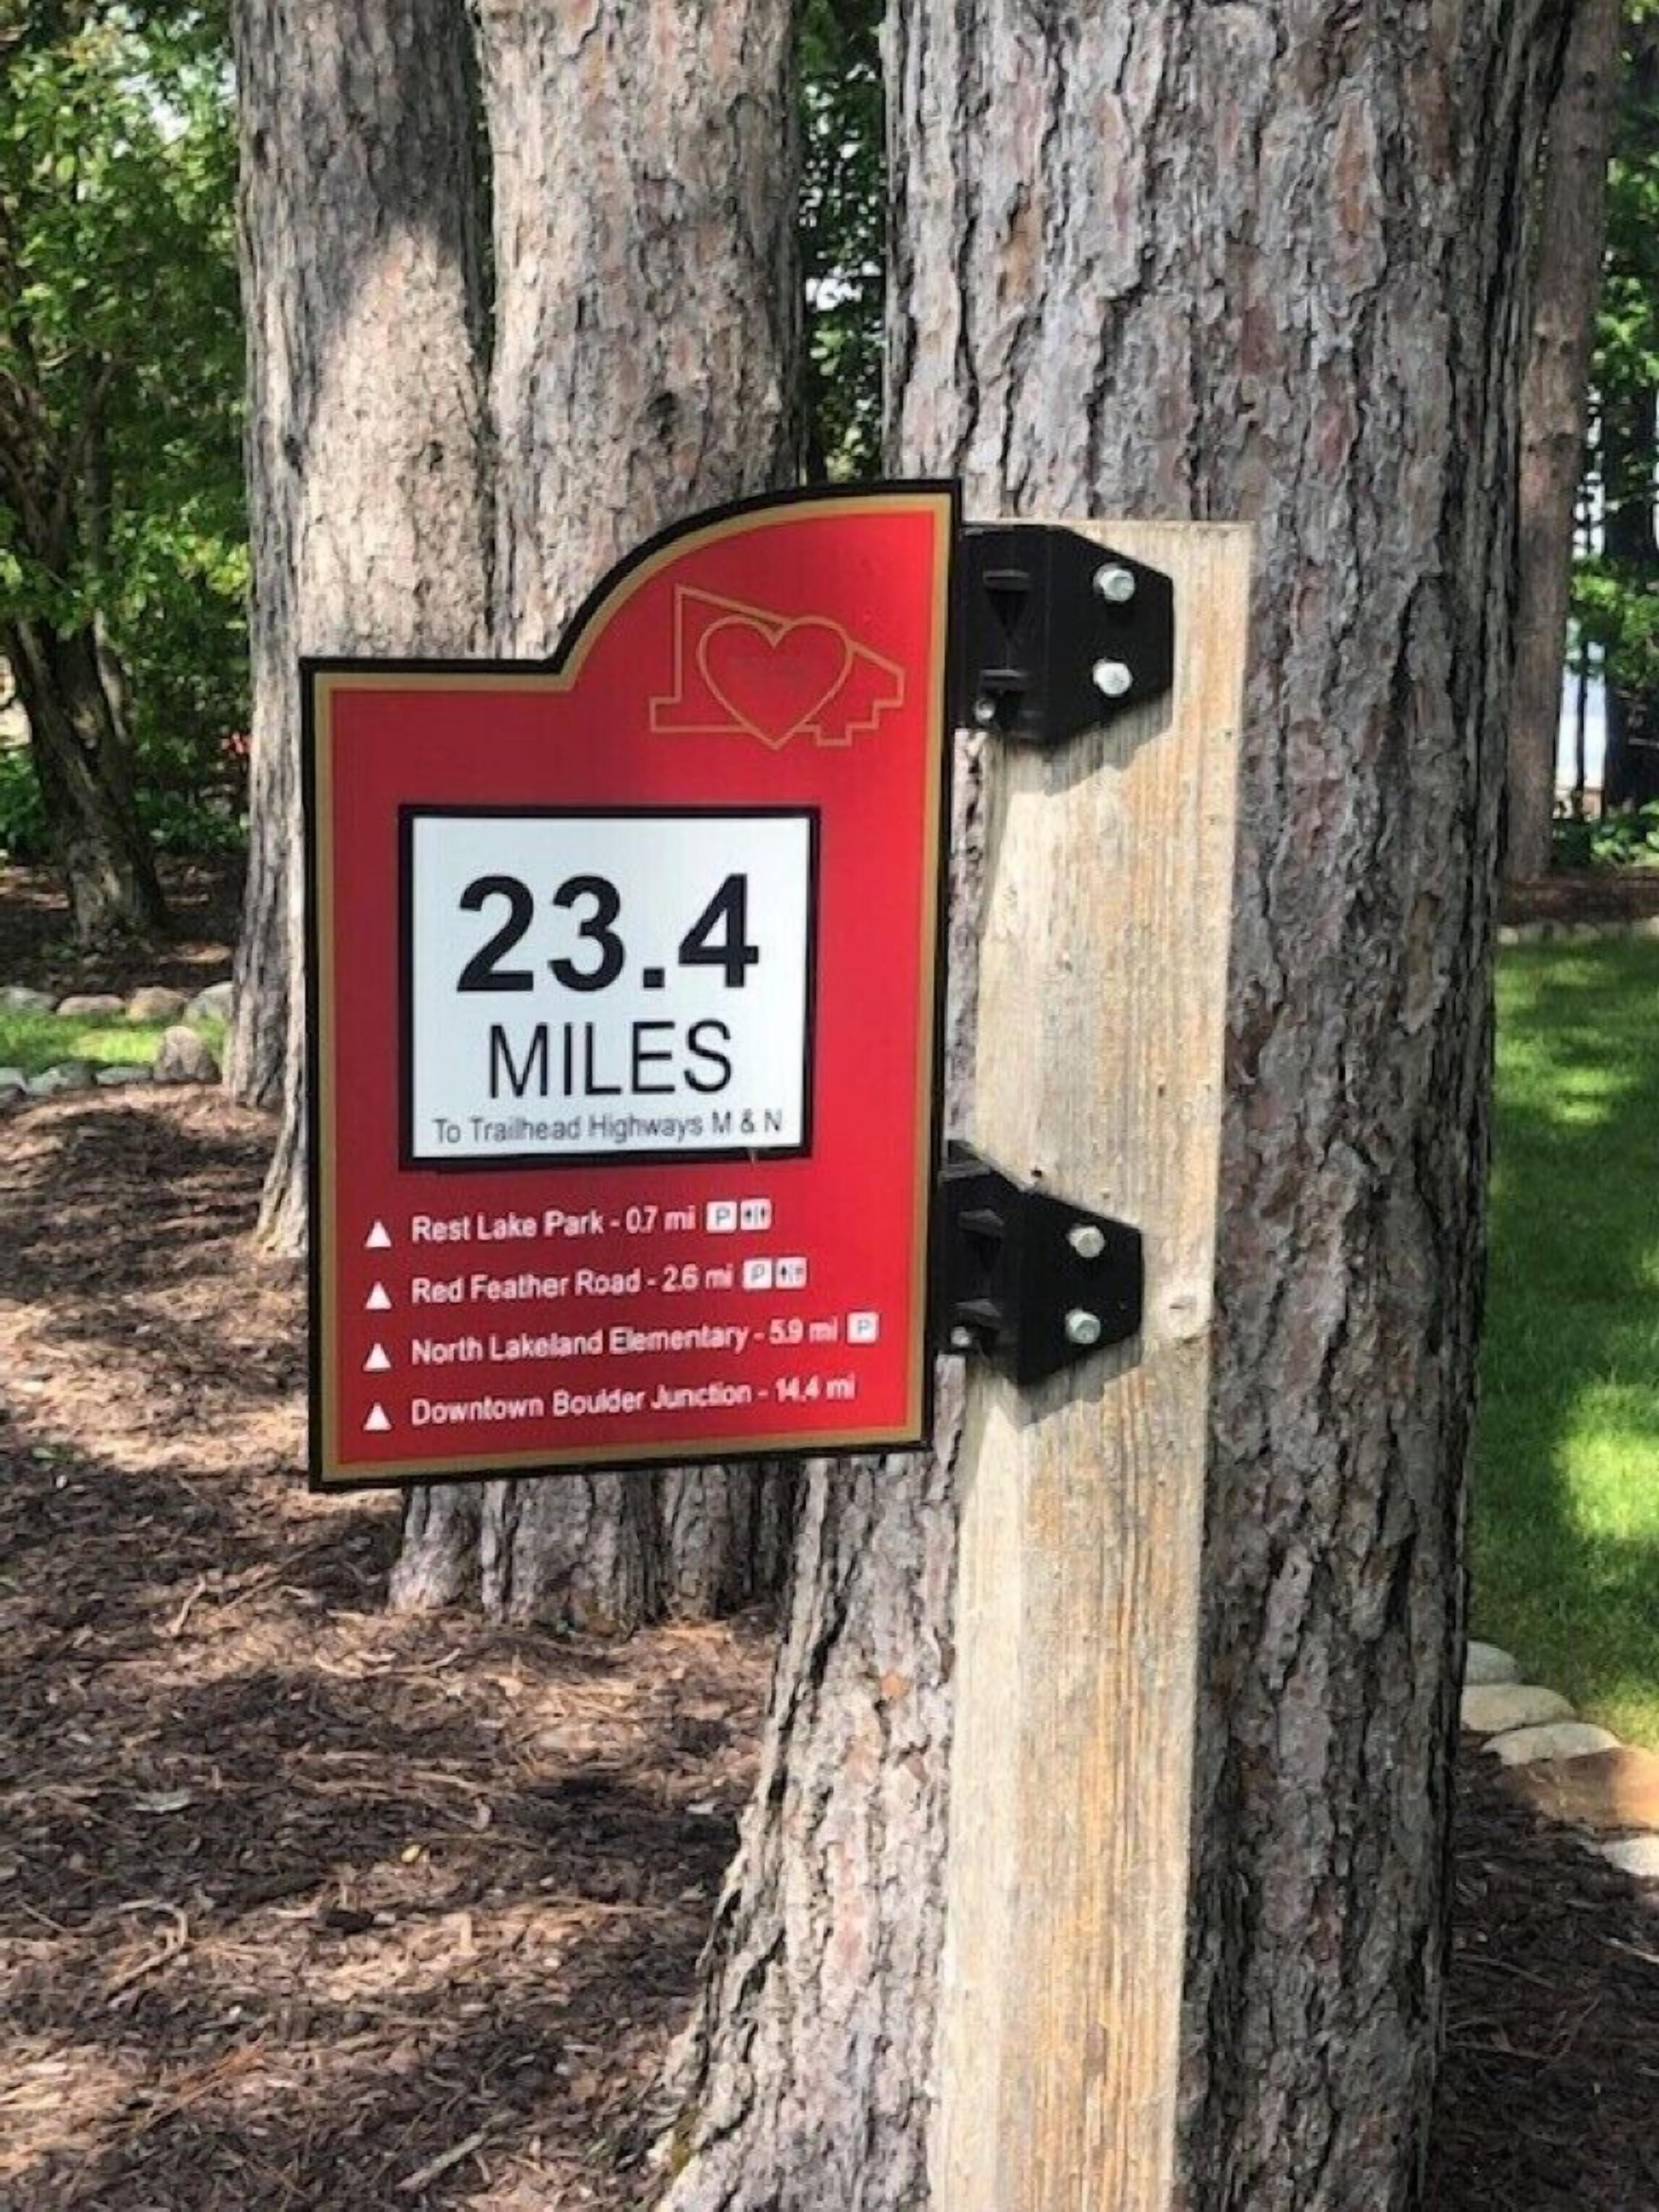 23.4
MILES
To Trailhead Highways M & N
Rest Lake Park - 0.7 mi P
Red Feather Road - 2.6 mi P
North Lakeland Elementary - 5.9 mi P
Downtown Boulder Junction - 14.4 mi